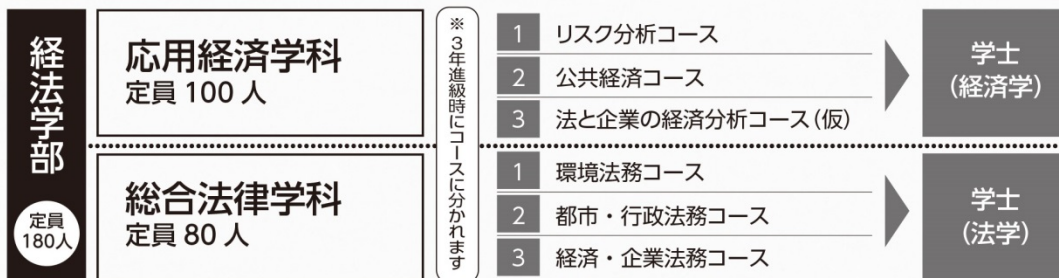 経法学部
定員
180人
応用経済学科
定員 100 人
総合法律学科
定員 80 人
※3年進級時にコースに分かれます
1 リスク分析コース
2 公共経済コース
3 法と企業の経済分析コース(仮)
学士
(経済学)
1 環境法務コース
2 都市・行政法務コース
3 経済・企業法務コース
学士
(法学)